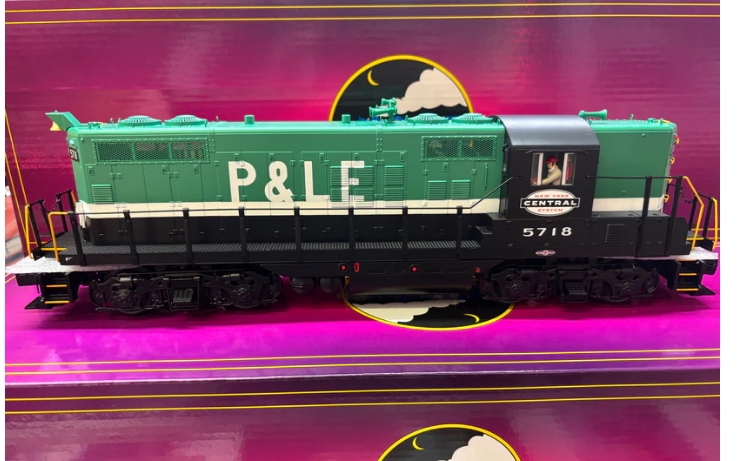 P&LE
NEW YORK
CENTRAL
SYSTEM
5718